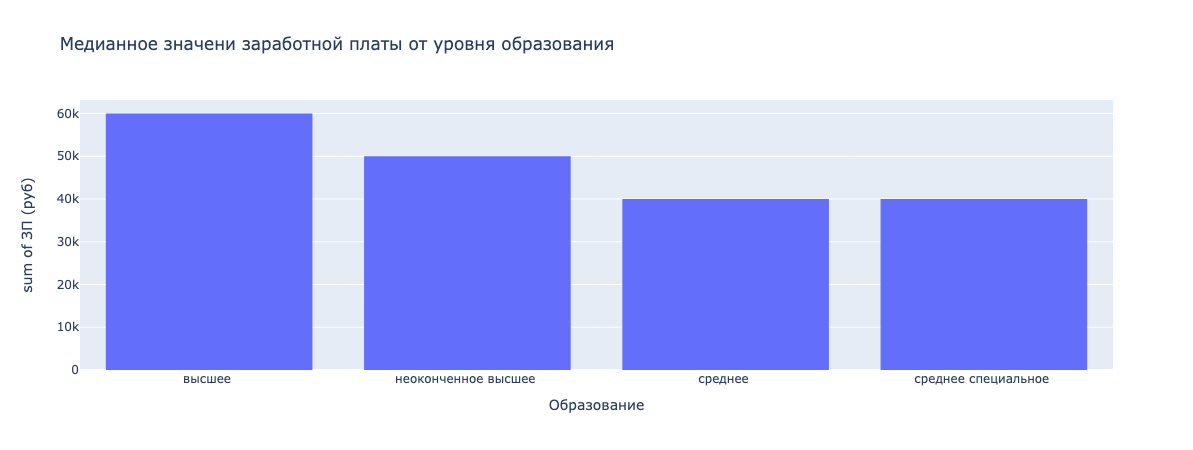 Медианное значени заработной платы от уровня образования
sum of ЗП (руб)
60k
50k
40k
30k
20k
10k
0
высшее
неоконченное высшее
среднее
среднее специальное
Образование